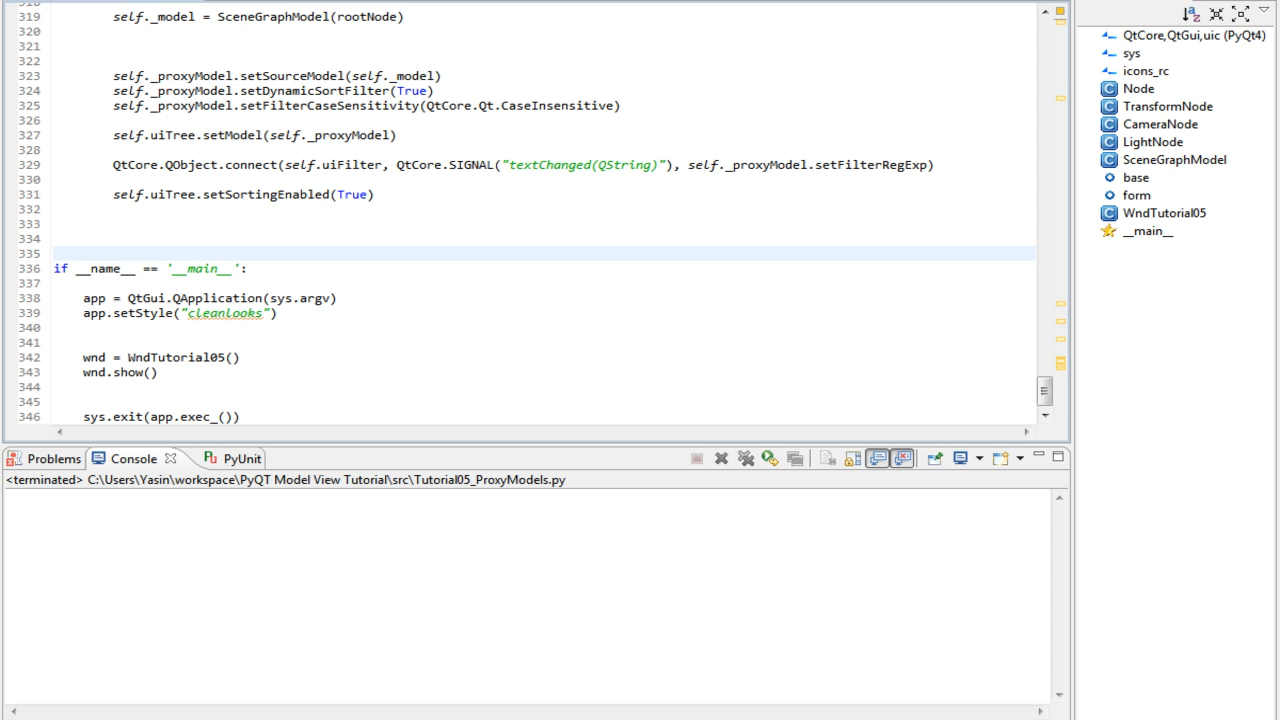 318
319 self._model = SceneGraphModel(rootNode)
320
321
322
323 self._proxyModel.setSourceModel(self._model)
324 self._proxyModel.setDynamicSortFilter(True)
325 self._proxyModel.setFilterCaseSensitivity(QtCore.Qt.CaseInsensitive)
326
327 self.uiTree.setModel(self._proxyModel)
328
329 QtCore.QObject.connect(self.uiFilter, QtCore.SIGNAL("textChanged(QString)"), self._proxyModel.setFilterRegExp)
330
331 self.uiTree.setSortingEnabled(True)
332
333
334
335
336 if __name__ == '__main__':
337
338 app = QtGui.QApplication(sys.argv)
339 app.setStyle("cleanlooks")
340
341
342 wnd = WndTutorial05()
343 wnd.show()
344
345
346 sys.exit(app.exec_())
QtCore,QtGui,uic (PyQt4)
sys
icons_rc
Node
TransformNode
CameraNode
LightNode
SceneGraphModel
base
form
WndTutorial05
__main__
Problems Console PyUnit
<terminated> C:\Users\Yasin\workspace\PyQT Model View Tutorial\src\Tutorial05_ProxyModels.py